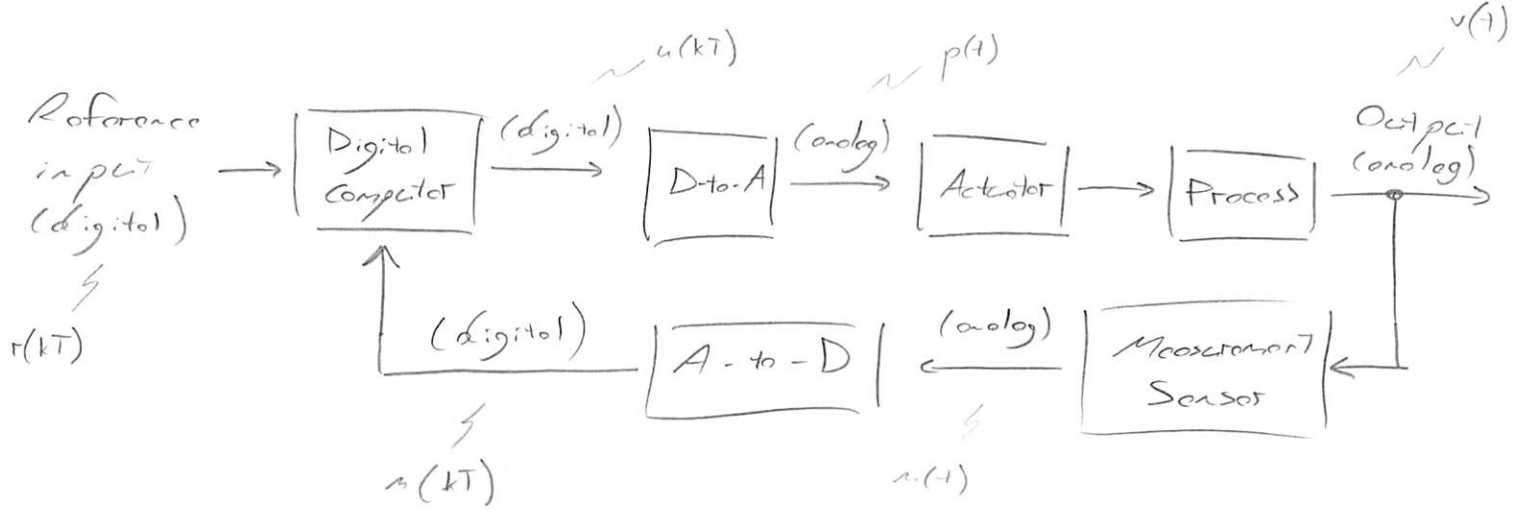 u(kT)
p(t)
v(t)
Reference
input
(digital)
r(kT)
Digital
computer
(digital)
D-to-A
(analog)
Actuator
Process
Output
(analog)
(digital)
A-to-D
(analog)
Measurement
Sensor
m(kT)
m(t)